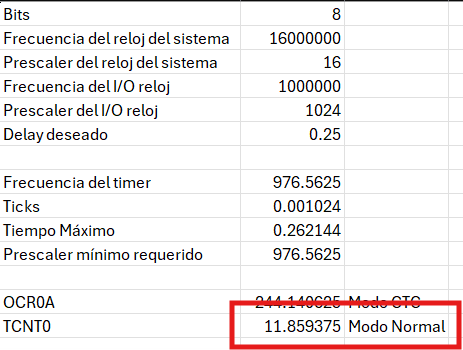 Bits 8
Frecuencia del reloj del sistema 16000000
Prescaler del reloj del sistema 16
Frecuencia del I/O reloj 1000000
Prescaler del I/O reloj 1024
Delay deseado 0.25
Frecuencia del timer 976.5625
Ticks 0.001024
Tiempo Máximo 0.262144
Prescaler mínimo requerido 976.5625
OCR0A 244.140625 Modo CTC
TCNT0 11.859375 Modo Normal